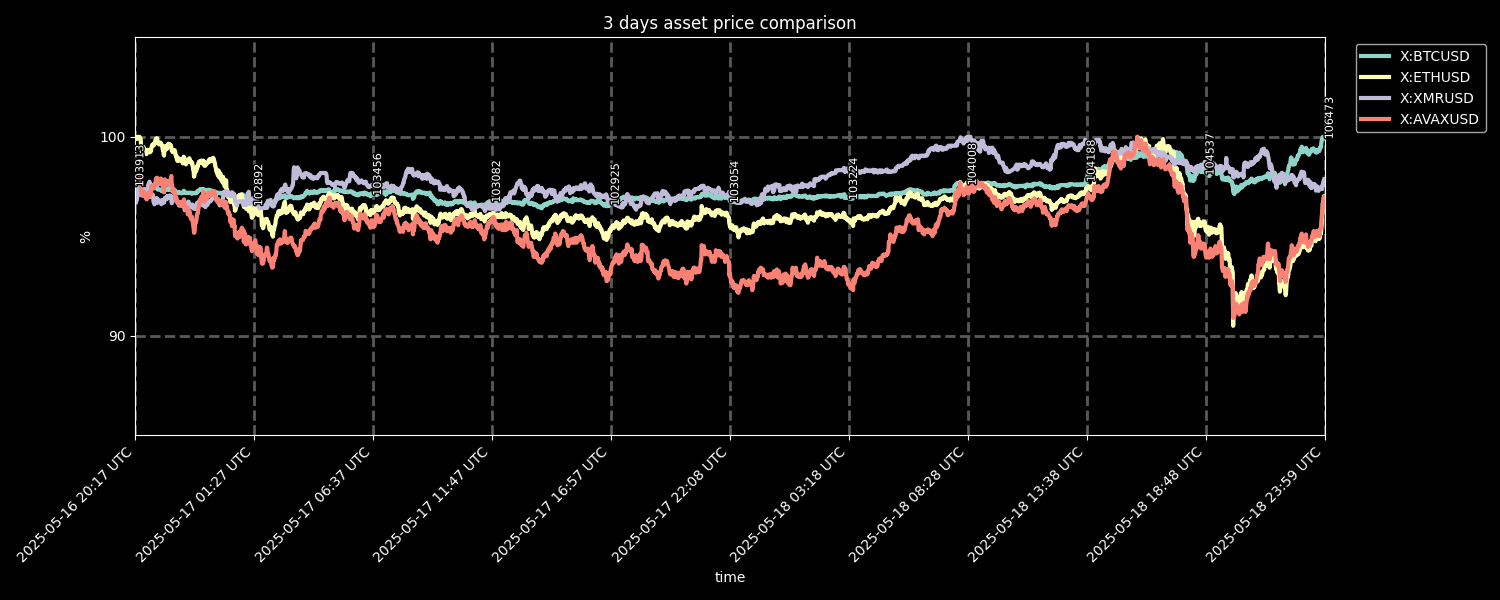 3 days asset price comparison
X:BTCUSD
X:ETHUSD
X:XMRUSD
X:AVAXUSD
100
90
%
102892
103456
103082
102925
103054
103224
104008
104188
104537
106473
2025-05-16 20:17 UTC
2025-05-17 01:27 UTC
2025-05-17 06:37 UTC
2025-05-17 11:47 UTC
2025-05-17 16:57 UTC
2025-05-17 22:08 UTC
2025-05-18 03:18 UTC
2025-05-18 08:28 UTC
2025-05-18 13:38 UTC
2025-05-18 18:48 UTC
2025-05-18 23:59 UTC
time